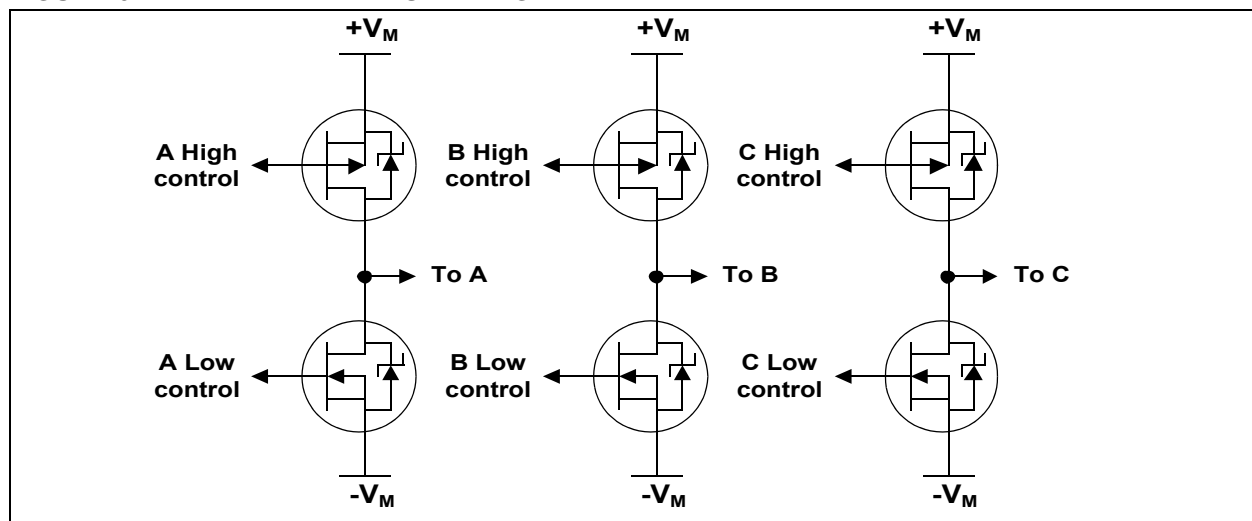 +VM +VM +VM
A High control B High control C High control
To A To B To C
A Low control B Low control C Low control
-VM -VM -VM